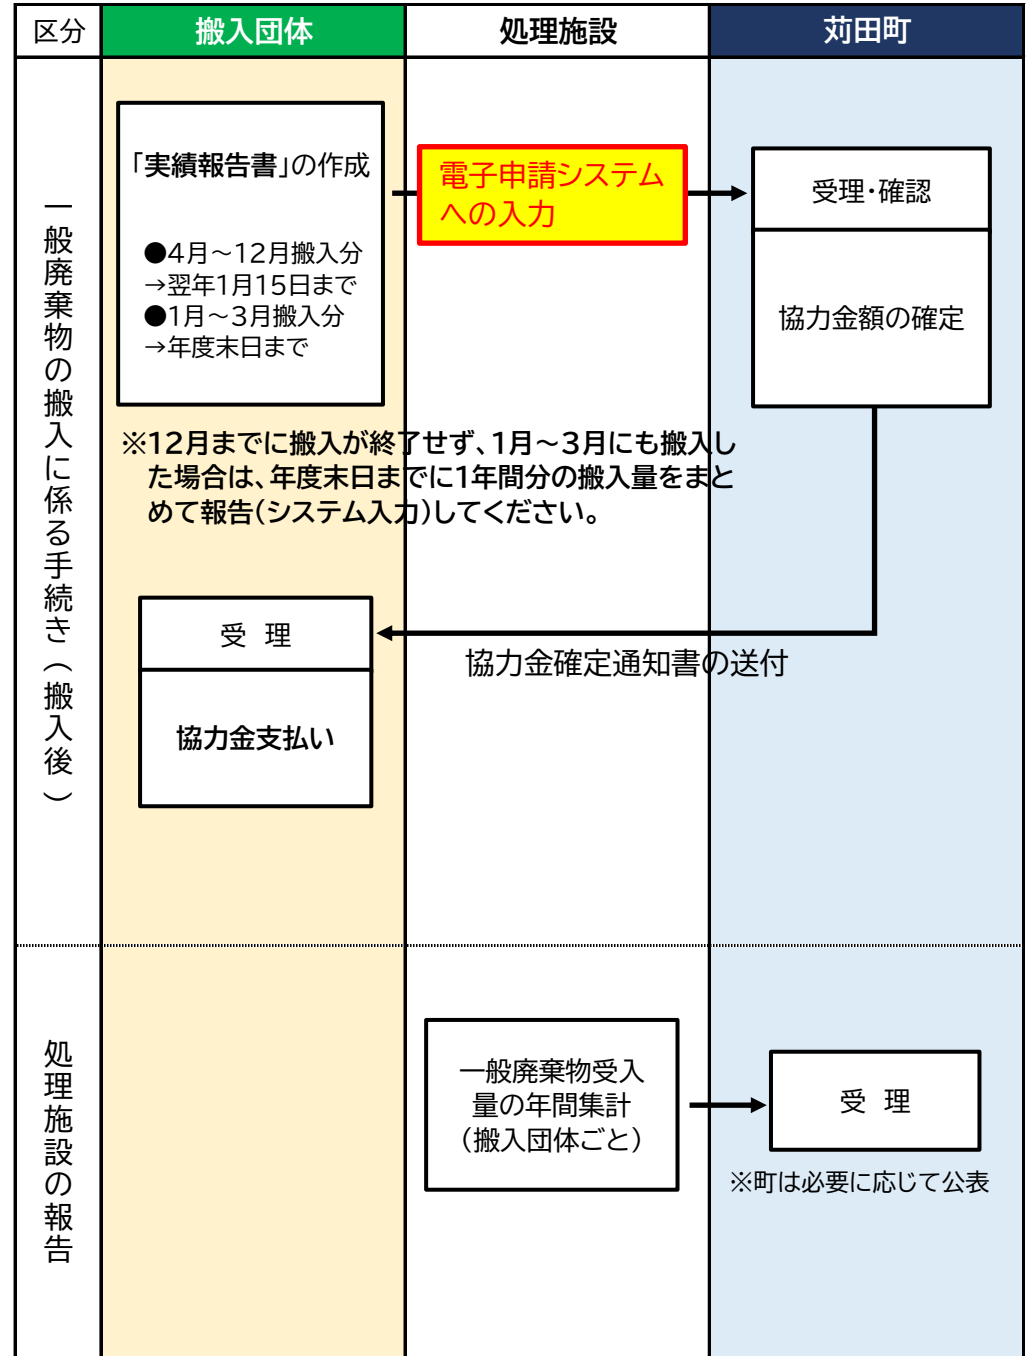 区分
搬入団体
処理施設
苅田町
一般廃棄物の搬入に係る手続き（搬入後）
「実績報告書」の作成
●4月～12月搬入分
→翌年1月15日まで
●1月～3月搬入分
→年度末日まで
電子申請システム
への入力
受理・確認
協力金額の確定
※12月までに搬入が終了せず、1月～3月にも搬入し
た場合は、年度末日までに1年間分の搬入量をまと
めて報告(システム入力)してください。
受 理
協力金確定通知書の送付
協力金支払い
処理施設の報告
一般廃棄物受入
量の年間集計
(搬入団体ごと)
受 理
※町は必要に応じて公表